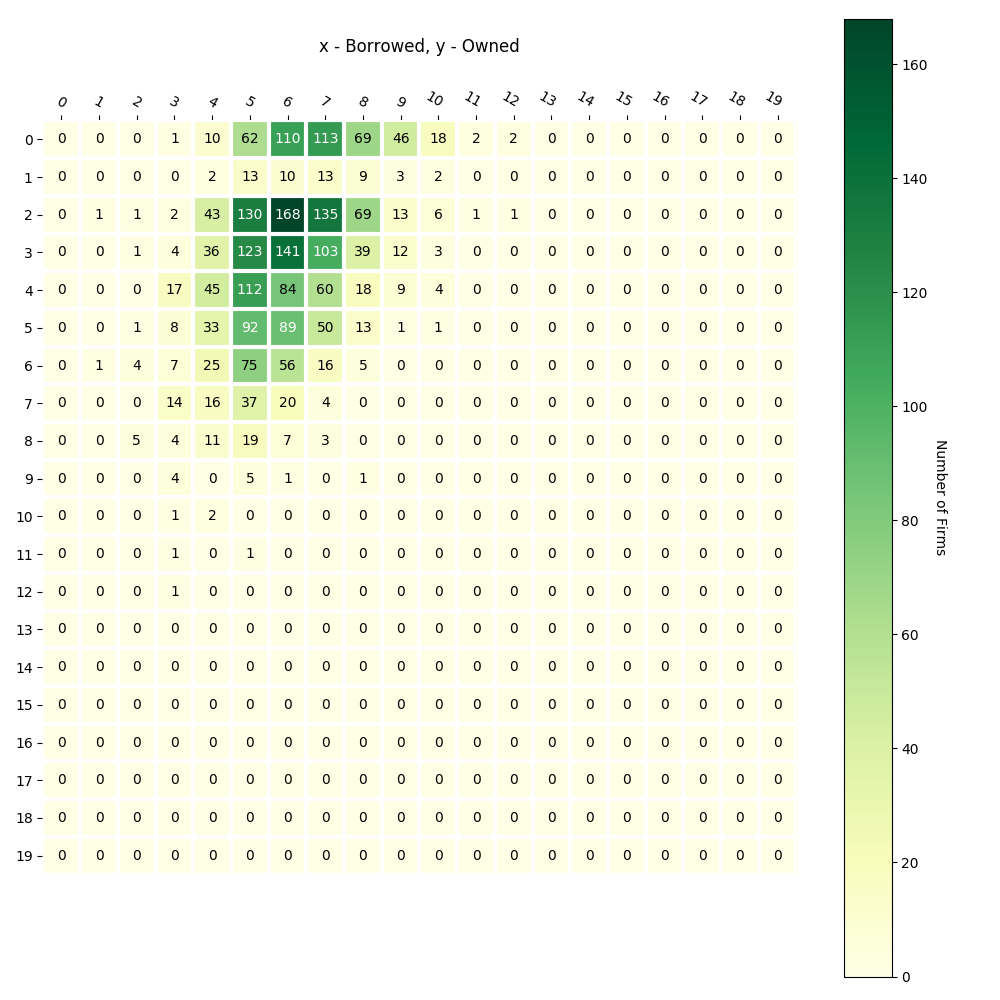 x - Borrowed, y - Owned
0 1 2 3 4 5 6 7 8 9 10 11 12 13 14 15 16 17 18 19
0 0 0 0 1 10 62 110 113 69 46 18 2 2 0 0 0 0 0 0 0
1 0 0 0 0 2 13 10 13 9 3 2 0 0 0 0 0 0 0 0 0
2 0 1 1 2 43 130 168 135 69 13 6 1 1 0 0 0 0 0 0 0
3 0 0 1 4 36 123 141 103 39 12 3 0 0 0 0 0 0 0 0 0
4 0 0 0 17 45 112 84 60 18 9 4 0 0 0 0 0 0 0 0 0
5 0 0 1 8 33 92 89 50 13 1 1 0 0 0 0 0 0 0 0 0
6 0 1 4 7 25 75 56 16 5 0 0 0 0 0 0 0 0 0 0 0
7 0 0 0 14 16 37 20 4 0 0 0 0 0 0 0 0 0 0 0 0
8 0 0 5 4 11 19 7 3 0 0 0 0 0 0 0 0 0 0 0 0
9 0 0 0 4 0 5 1 0 1 0 0 0 0 0 0 0 0 0 0 0
10 0 0 0 1 2 0 0 0 0 0 0 0 0 0 0 0 0 0 0 0
11 0 0 0 1 0 1 0 0 0 0 0 0 0 0 0 0 0 0 0 0
12 0 0 0 1 0 0 0 0 0 0 0 0 0 0 0 0 0 0 0 0
13 0 0 0 0 0 0 0 0 0 0 0 0 0 0 0 0 0 0 0 0
14 0 0 0 0 0 0 0 0 0 0 0 0 0 0 0 0 0 0 0 0
15 0 0 0 0 0 0 0 0 0 0 0 0 0 0 0 0 0 0 0 0
16 0 0 0 0 0 0 0 0 0 0 0 0 0 0 0 0 0 0 0 0
17 0 0 0 0 0 0 0 0 0 0 0 0 0 0 0 0 0 0 0 0
18 0 0 0 0 0 0 0 0 0 0 0 0 0 0 0 0 0 0 0 0
19 0 0 0 0 0 0 0 0 0 0 0 0 0 0 0 0 0 0 0 0
160
140
120
100
80
60
40
20
0
Number of Firms